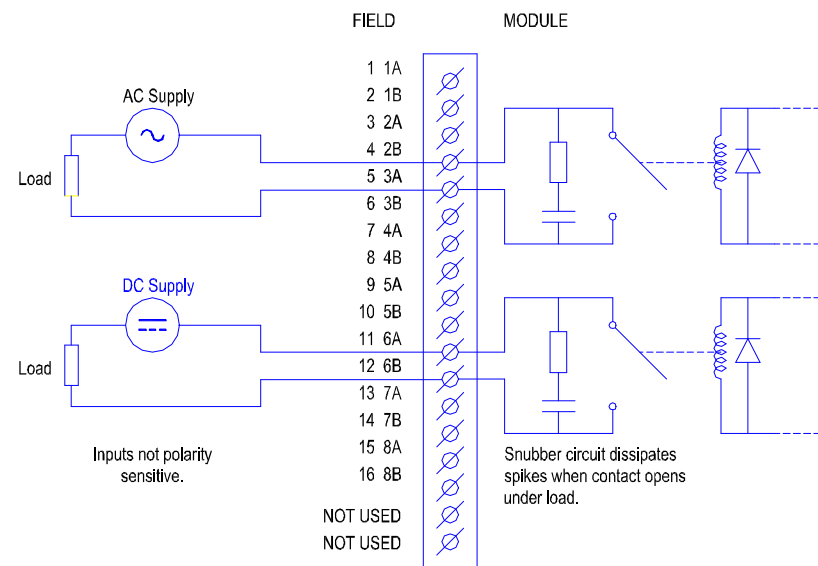 FIELD MODULE
1 1A
2 1B
3 2A
4 2B
5 3A
6 3B
7 4A
8 4B
9 5A
10 5B
11 6A
12 6B
13 7A
14 7B
15 8A
16 8B
NOT USED
NOT USED
AC Supply
Load
DC Supply
Load
Inputs not polarity
sensitive.
Snubber circuit dissipates
spikes when contact opens
under load.